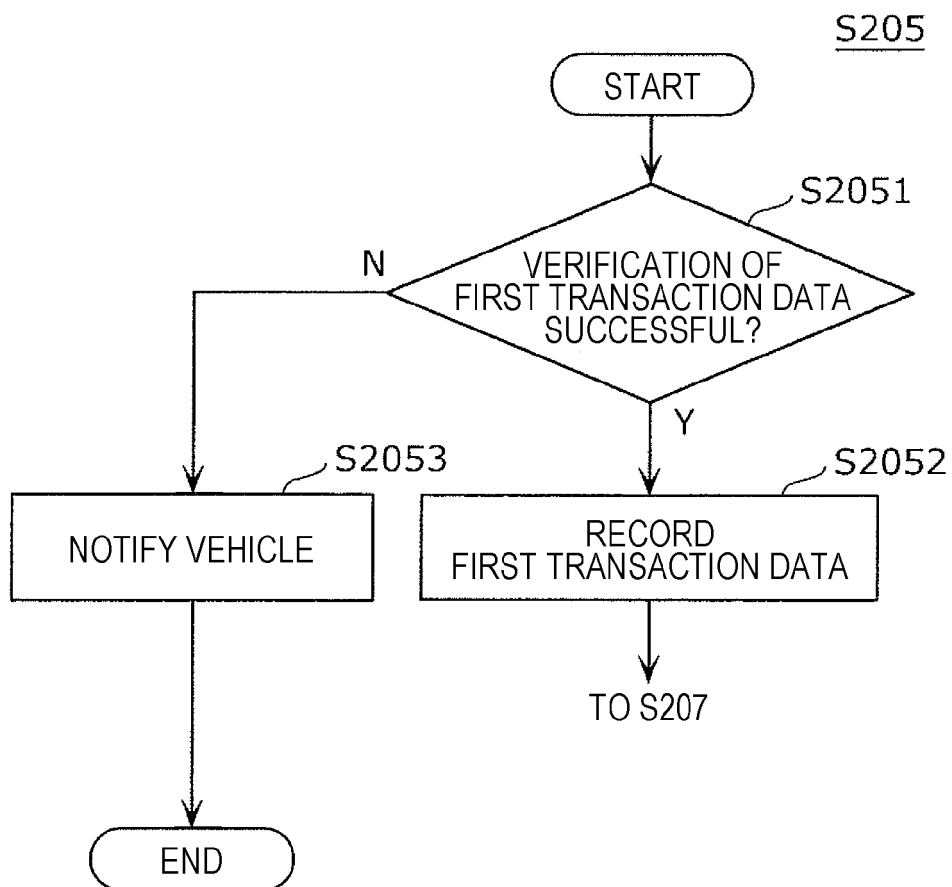 S205
START
S2051
N
VERIFICATION OF
FIRST TRANSACTION DATA
SUCCESSFUL?
Y
S2053
S2052
NOTIFY VEHICLE
RECORD
FIRST TRANSACTION DATA
TO S207
END